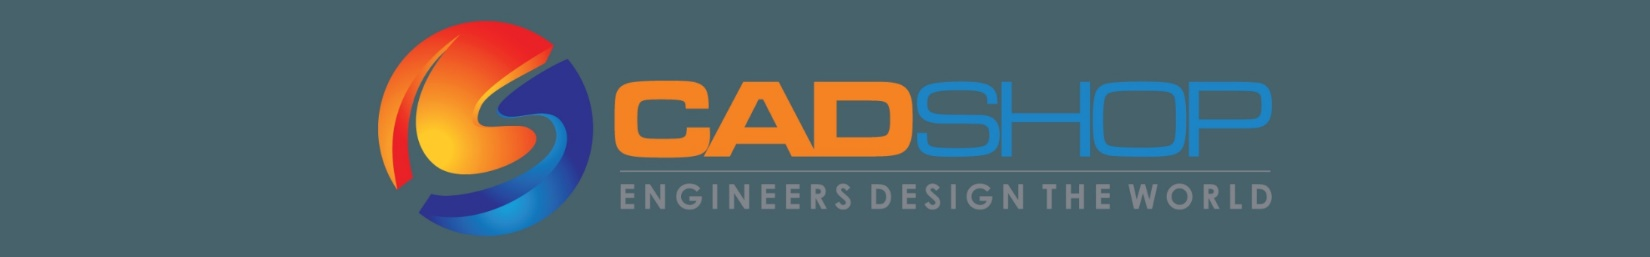 CADSHOP
ENGINEERS DESIGN THE WORLD